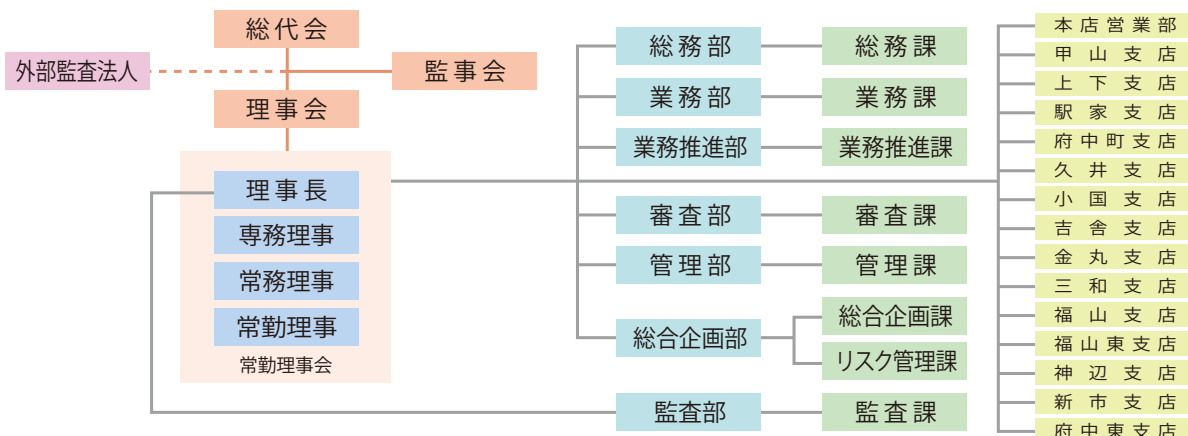 総代会
外部監査法人
監事会
理事会
理事長
専務理事
常務理事
常勤理事
常勤理事会
総務部
総務課
業務部
業務課
業務推進部
業務推進課
審査部
審査課
管理部
管理課
総合企画部
総合企画課
リスク管理課
監査部
監査課
本店営業部
甲山支店
上下支店
駅家支店
府中町支店
久井支店
小国支店
吉舎支店
金丸支店
三和支店
福山支店
福山東支店
神辺支店
新市支店
府中東支店